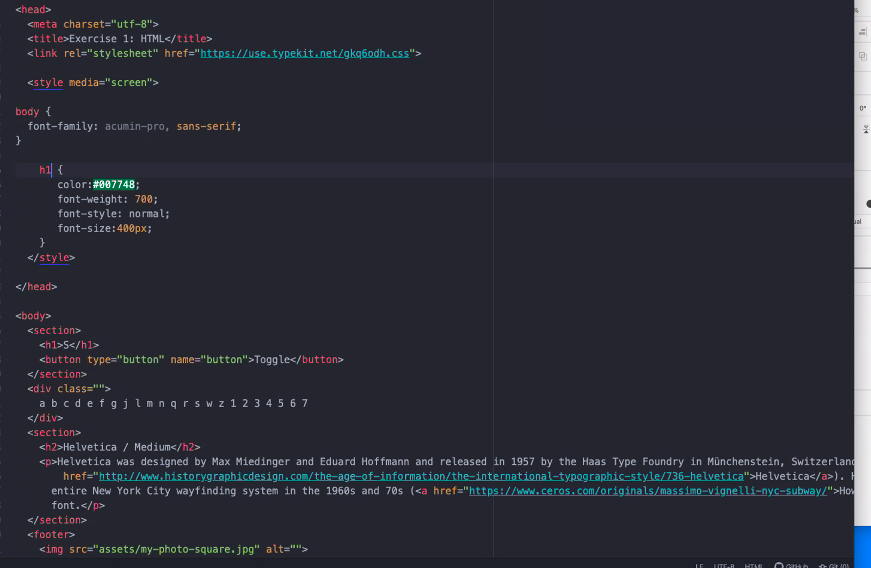 <head>
<meta charset="utf-8">
<title>Exercise 1: HTML</title>
<link rel="stylesheet" href="https://use.typekit.net/gkq6odh.css">
<style media="screen">
body {
font-family: acumin-pro, sans-serif;
}
h1 {
color:#007748;
font-weight: 700;
font-style: normal;
font-size:400px;
}
</style>
</head>
<body>
<section>
<h1>S</h1>
<button type="button" name="button">Toggle</button>
</section>
<div class="">
a b c d e f g j l m n q r s w z 1 2 3 4 5 6 7
</div>
<section>
<h2>Helvetica / Medium</h2>
<p>Helvetica was designed by Max Miedinger and Eduard Hoffmann and released in 1957 by the Haas Type Foundry in Münchenstein, Switzerland
href="http://www.historygraphicdesign.com/the-age-of-information/the-international-typographic-style/736-helvetica">Helvetica</a>). H
entire New York City wayfinding system in the 1960s and 70s (<a href="https://www.ceros.com/originals/massimo-vignelli-nyc-subway/">How
font.</p>
</section>
<footer>
<img src="assets/my-photo-square.jpg" alt="">
LF UTF-8 HTML GitHub Git (0)
0°
ual